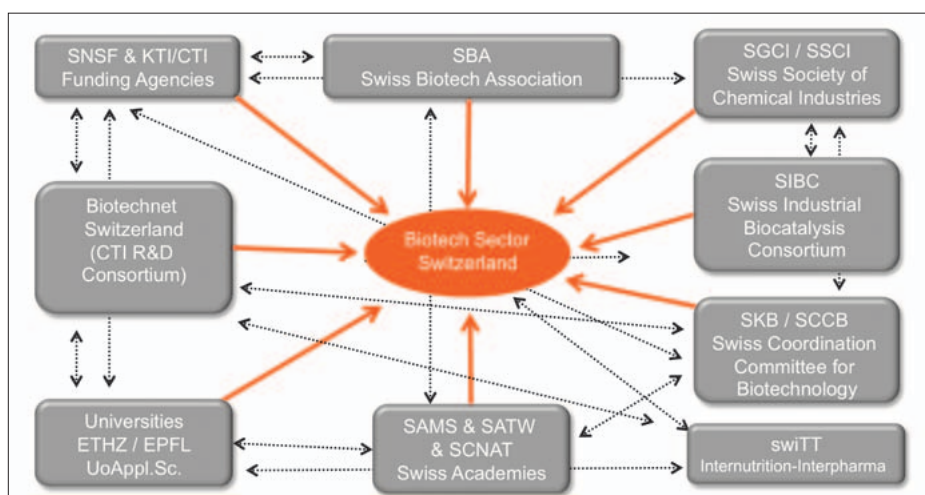 SNSF & KTI/CTI
Funding Agencies
SBA
Swiss Biotech Association
SGCI / SSCI
Swiss Society of
Chemical Industries
Biotechnet
Switzerland
(CTI R&D
Consortium)
Biotech Sector
Switzerland
SIBC
Swiss Industrial
Biocatalysis
Consortium
SKB / SCCB
Swiss Coordination
Committee for
Biotechnology
Universities
ETHZ / EPFL
UoAppl.Sc.
SAMS & SATW
& SCNAT
Swiss Academies
swiTT
Internutrition-Interpharma